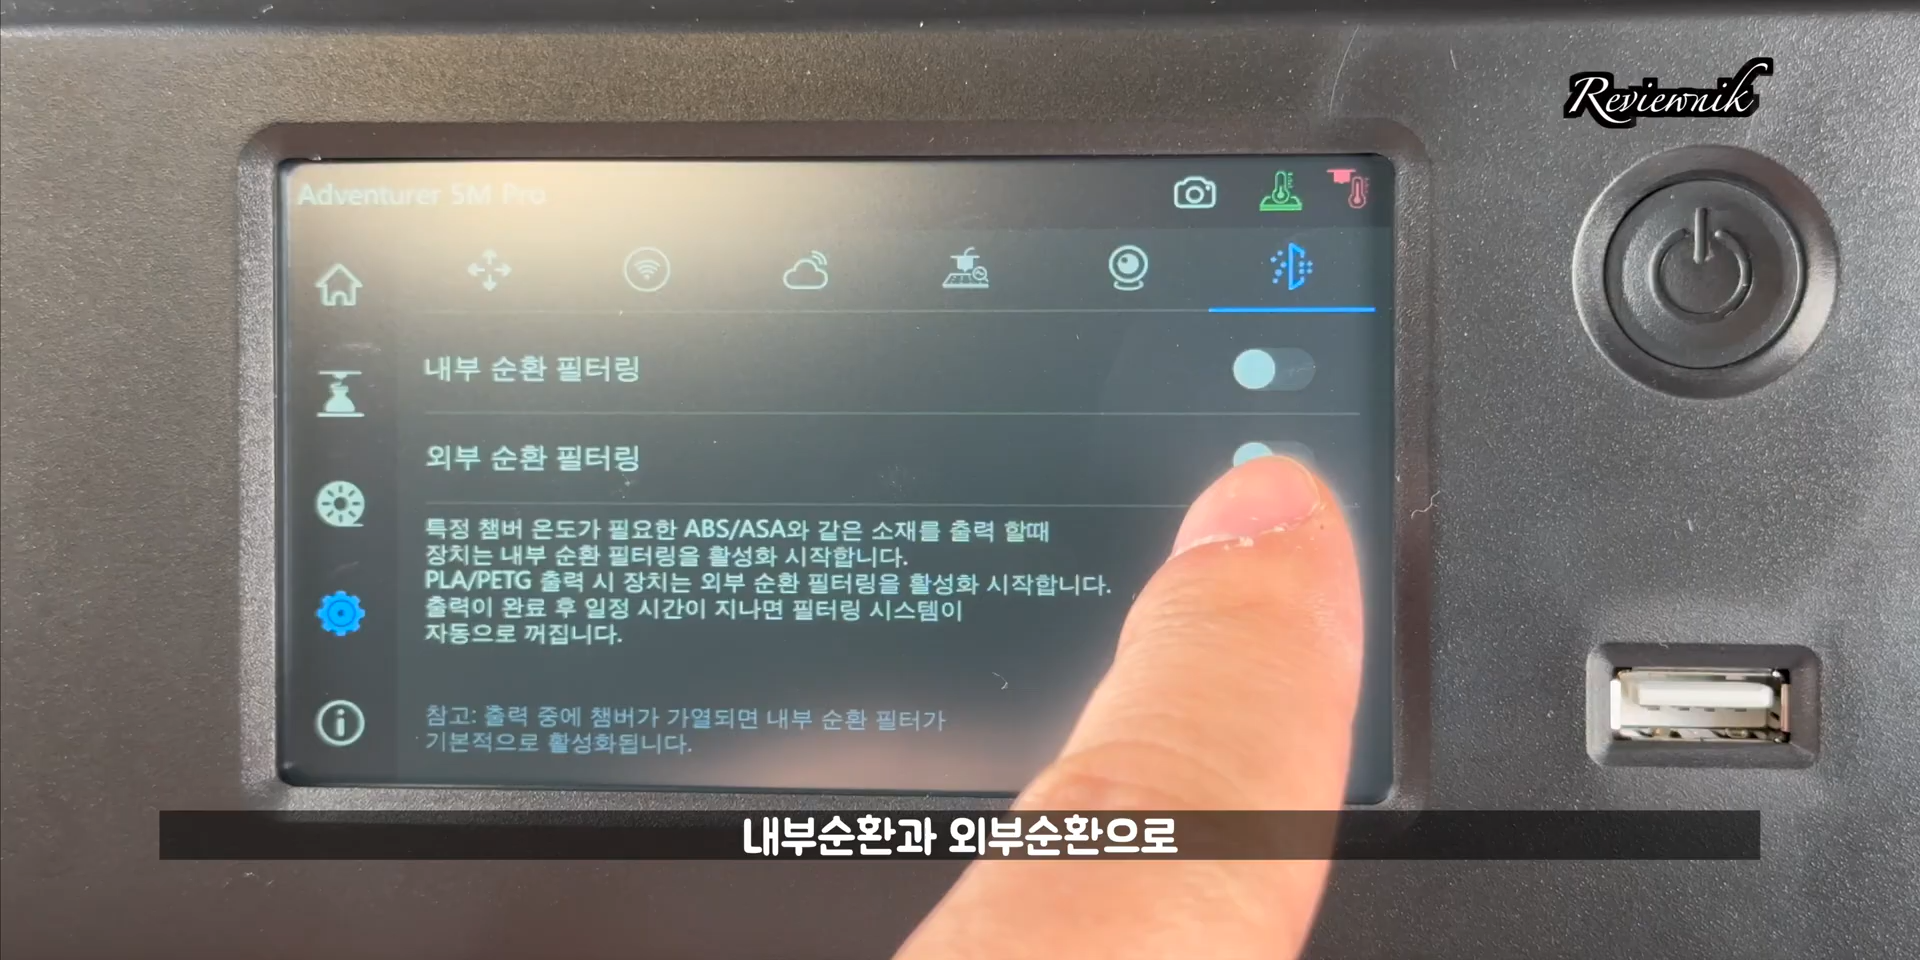 Reviewnik
Adventurer 5M Pro
내부 순환 필터링
외부 순환 필터링
특정 챔버 온도가 필요한 ABS/ASA와 같은 소재를 출력 할때
장치는 내부 순환 필터링을 활성화 시작합니다.
PLA/PETG 출력 시 장치는 외부 순환 필터링을 활성화 시작합니다.
출력이 완료 후 일정 시간이 지나면 필터링 시스템이
자동으로 꺼집니다.
참고: 출력 중에 챔버가 가열되면 내부 순환 필터가
기본적으로 활성화됩니다.
내부순환과 외부순환으로